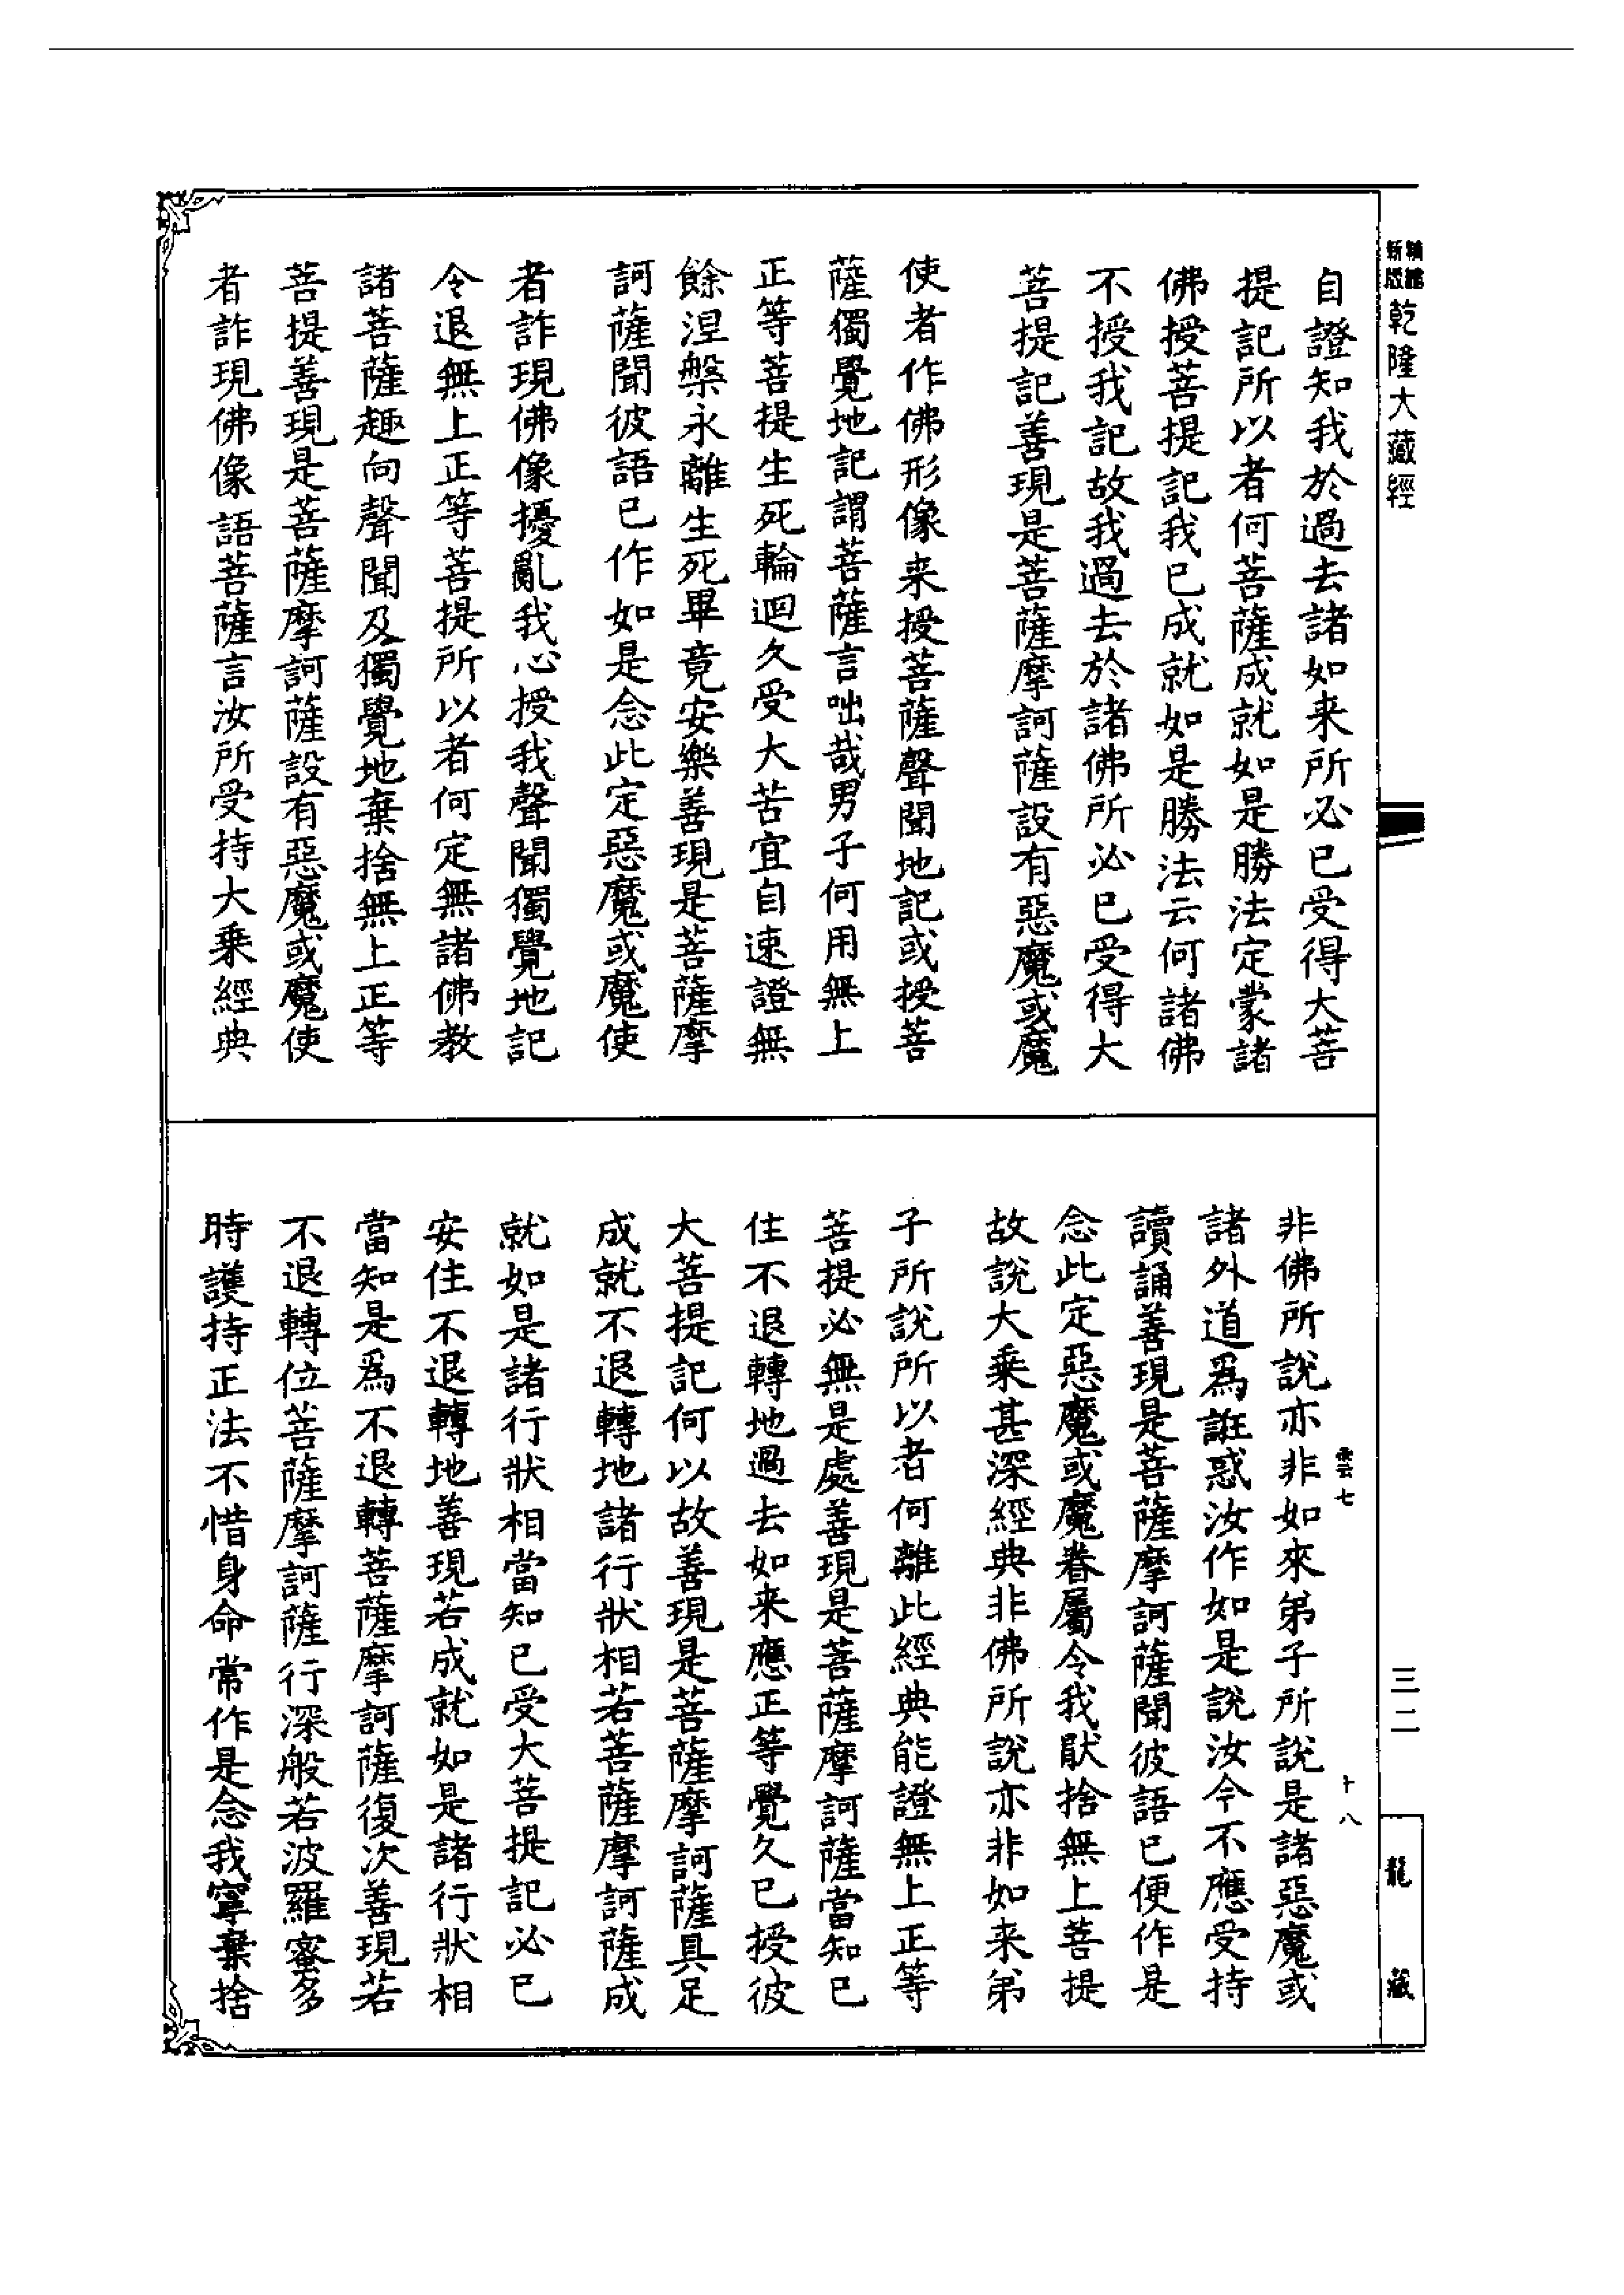 新版
精縮
乾隆大藏經
自證知我於過去諸如来所必已受得大菩
提記所以者何菩薩成就如是勝法定蒙諸
佛授菩提記我已成就如是勝法云何諸佛
不授我記故我過去於諸佛所必已受得大
菩提記善現是菩薩摩訶薩設有惡魔或魔
使者作佛形像来授菩薩聲聞地記或授菩
薩獨覺地記謂菩薩言咄哉男子何用無上
正等菩提生死輪迴久受大苦宜自速證無
餘涅槃永離生死畢竟安樂善現是菩薩摩
訶薩聞彼語已作如是念此定惡魔或魔使
者詐現佛像擾亂我心授我聲聞獨覺地記
令退無上正等菩提所以者何定無諸佛教
諸菩薩趣向聲聞及獨覺地棄捨無上正等
菩提善現是菩薩摩訶薩設有惡魔或魔使
者詐現佛像語菩薩言汝所受持大乘經典
雲七
十八
非佛所說亦非如來弟子所說是諸惡魔或
諸外道為誑惑汝作如是說汝今不應受持
讀誦善現是菩薩摩訶薩聞彼語已便作是
念此定惡魔或魔眷屬令我厭捨無上菩提
故說大乘甚深經典非佛所說亦非如来弟
子所說所以者何離此經典能證無上正等
菩提必無是處善現是菩薩摩訶薩當知已
住不退轉地過去如来應正等覺久已授彼
大菩提記何以故善現是菩薩摩訶薩具足
成就不退轉地諸行狀相若菩薩摩訶薩成
就如是諸行狀相當知已受大菩提記必已
安住不退轉地善現若成就如是諸行狀相
當知是為不退轉菩薩摩訶薩復次善現若
不退轉位菩薩摩訶薩行深般若波羅蜜多
時護持正法不惜身命常作是念我寧棄捨
三二
龍藏